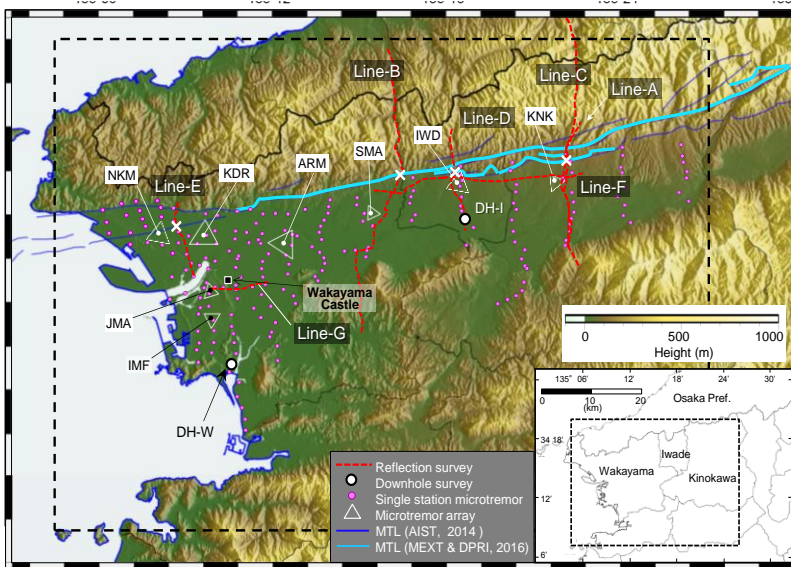 Line-B
Line-C
Line-A
Line-D
KNK
IWD
SMA
ARM
KDR
NKM
Line-E
Line-F
DH-I
Wakayama
Castle
JMA
Line-G
IMF
DH-W
0
500
1000
Height (m)
135° 06'
12'
18'
24'
30'
0
10
20
(km)
Osaka Pref.
34 18'
Iwade
Wakayama
Kinokawa
12'
6'
Reflection survey
Downhole survey
Single station microtremor
Microtremor array
MTL (AIST, 2014 )
MTL (MEXT & DPRI, 2016)